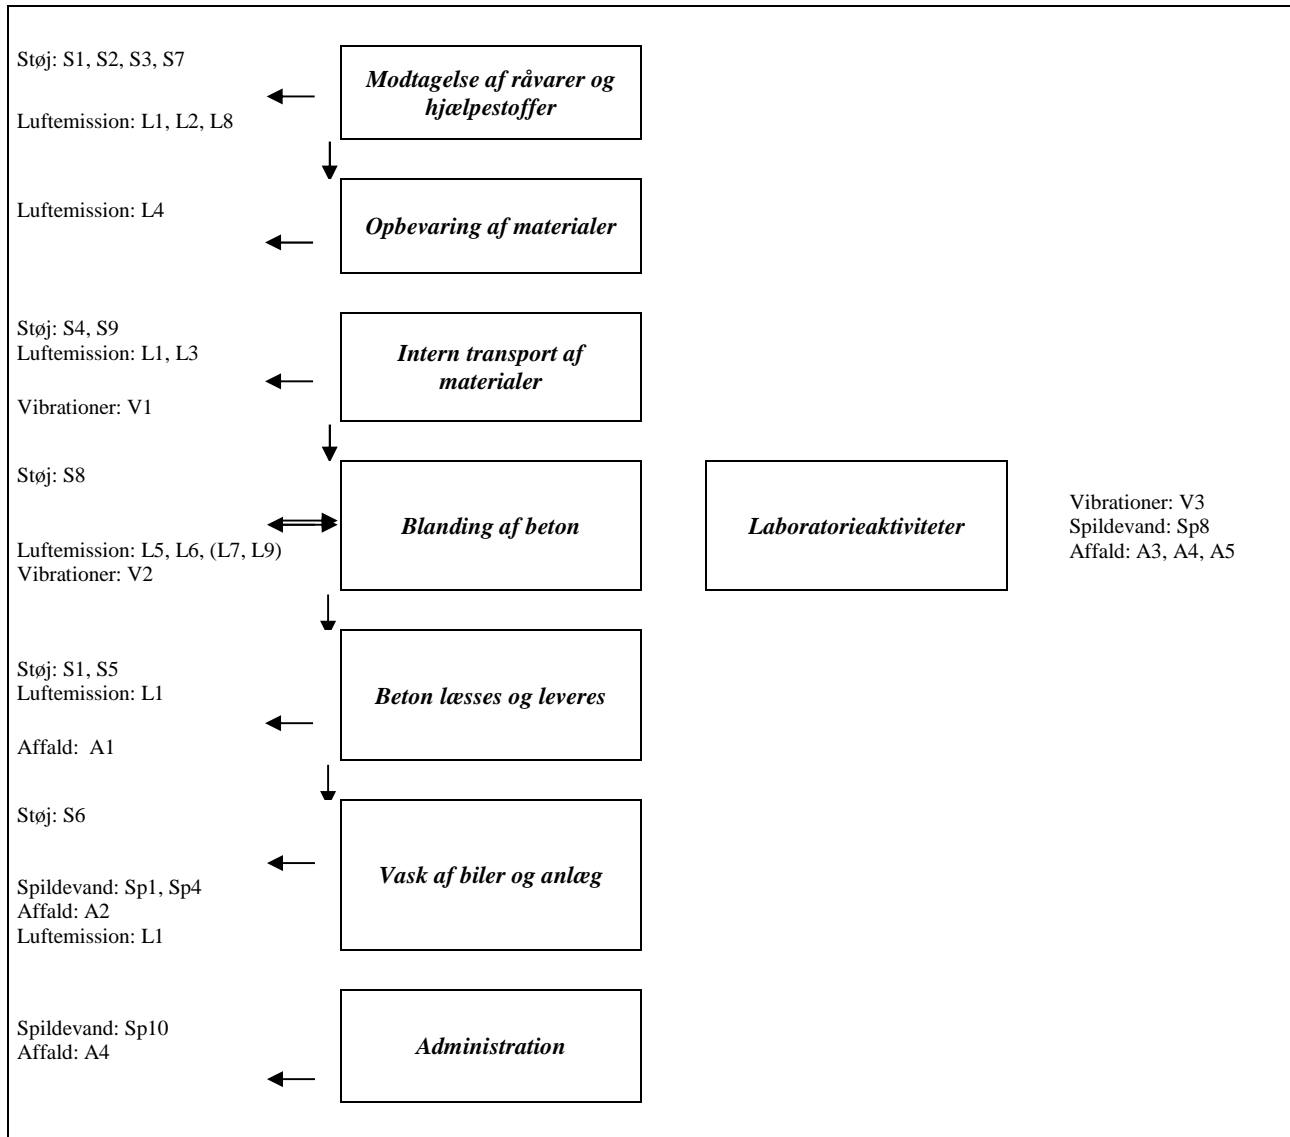 Støj: S1, S2, S3, S7
Luftemission: L1, L2, L8
Modtagelse af råvarer og
hjælpestoffer
Luftemission: L4
Opbevaring af materialer
Støj: S4, S9
Luftemission: L1, L3
Vibrationer: V1
Intern transport af
materialer
Støj: S8
Luftemission: L5, L6, (L7, L9)
Vibrationer: V2
Blanding af beton
Laboratorieaktiviteter
Vibrationer: V3
Spildevand: Sp8
Affald: A3, A4, A5
Støj: S1, S5
Luftemission: L1
Affald:  A1
Beton læsses og leveres
Støj: S6
Spildevand: Sp1, Sp4
Affald: A2
Luftemission: L1
Vask af biler og anlæg
Spildevand: Sp10
Affald: A4
Administration